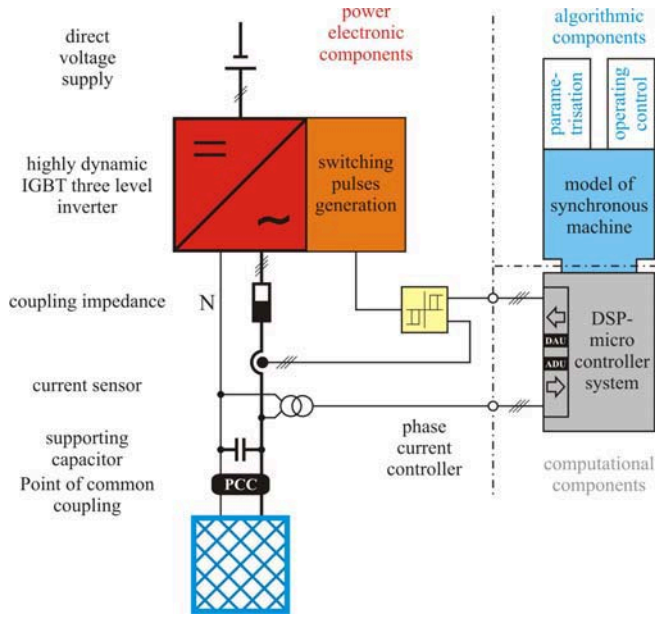 direct
voltage
supply
power
electronic
components
algorithmic
components
parame-
trisation
operating
control
highly dynamic
IGBT three level
inverter
switching
pulses
generation
model of
synchronous
machine
coupling impedance
N
DSP-
micro
controller
system
DAU
ADU
current sensor
supporting
capacitor
phase
current
controller
Point of common
coupling
PCC
computational
components